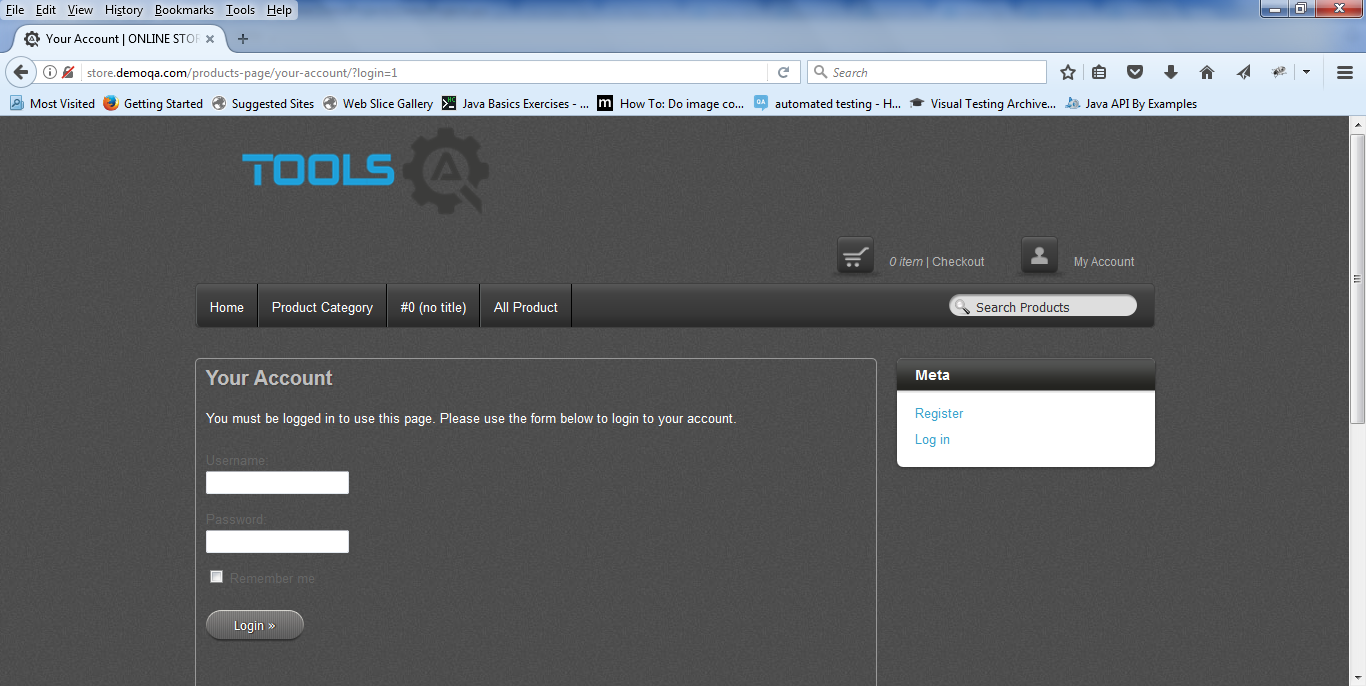 File Edit View History Bookmarks Tools Help
Your Account | ONLINE STOR
store.demoqa.com/products-page/your-account/?login=1 Search
Most Visited Getting Started Suggested Sites Web Slice Gallery Java Basics Exercises - ... How To: Do image co... automated testing - H... Visual Testing Archive... Java API By Examples
TOOLS QA
0 item | Checkout My Account
Home Product Category #0 (no title) All Product Search Products
Your Account
Meta
You must be logged in to use this page. Please use the form below to login to your account.
Register
Log in
Username:
Password:
Remember me
Login »